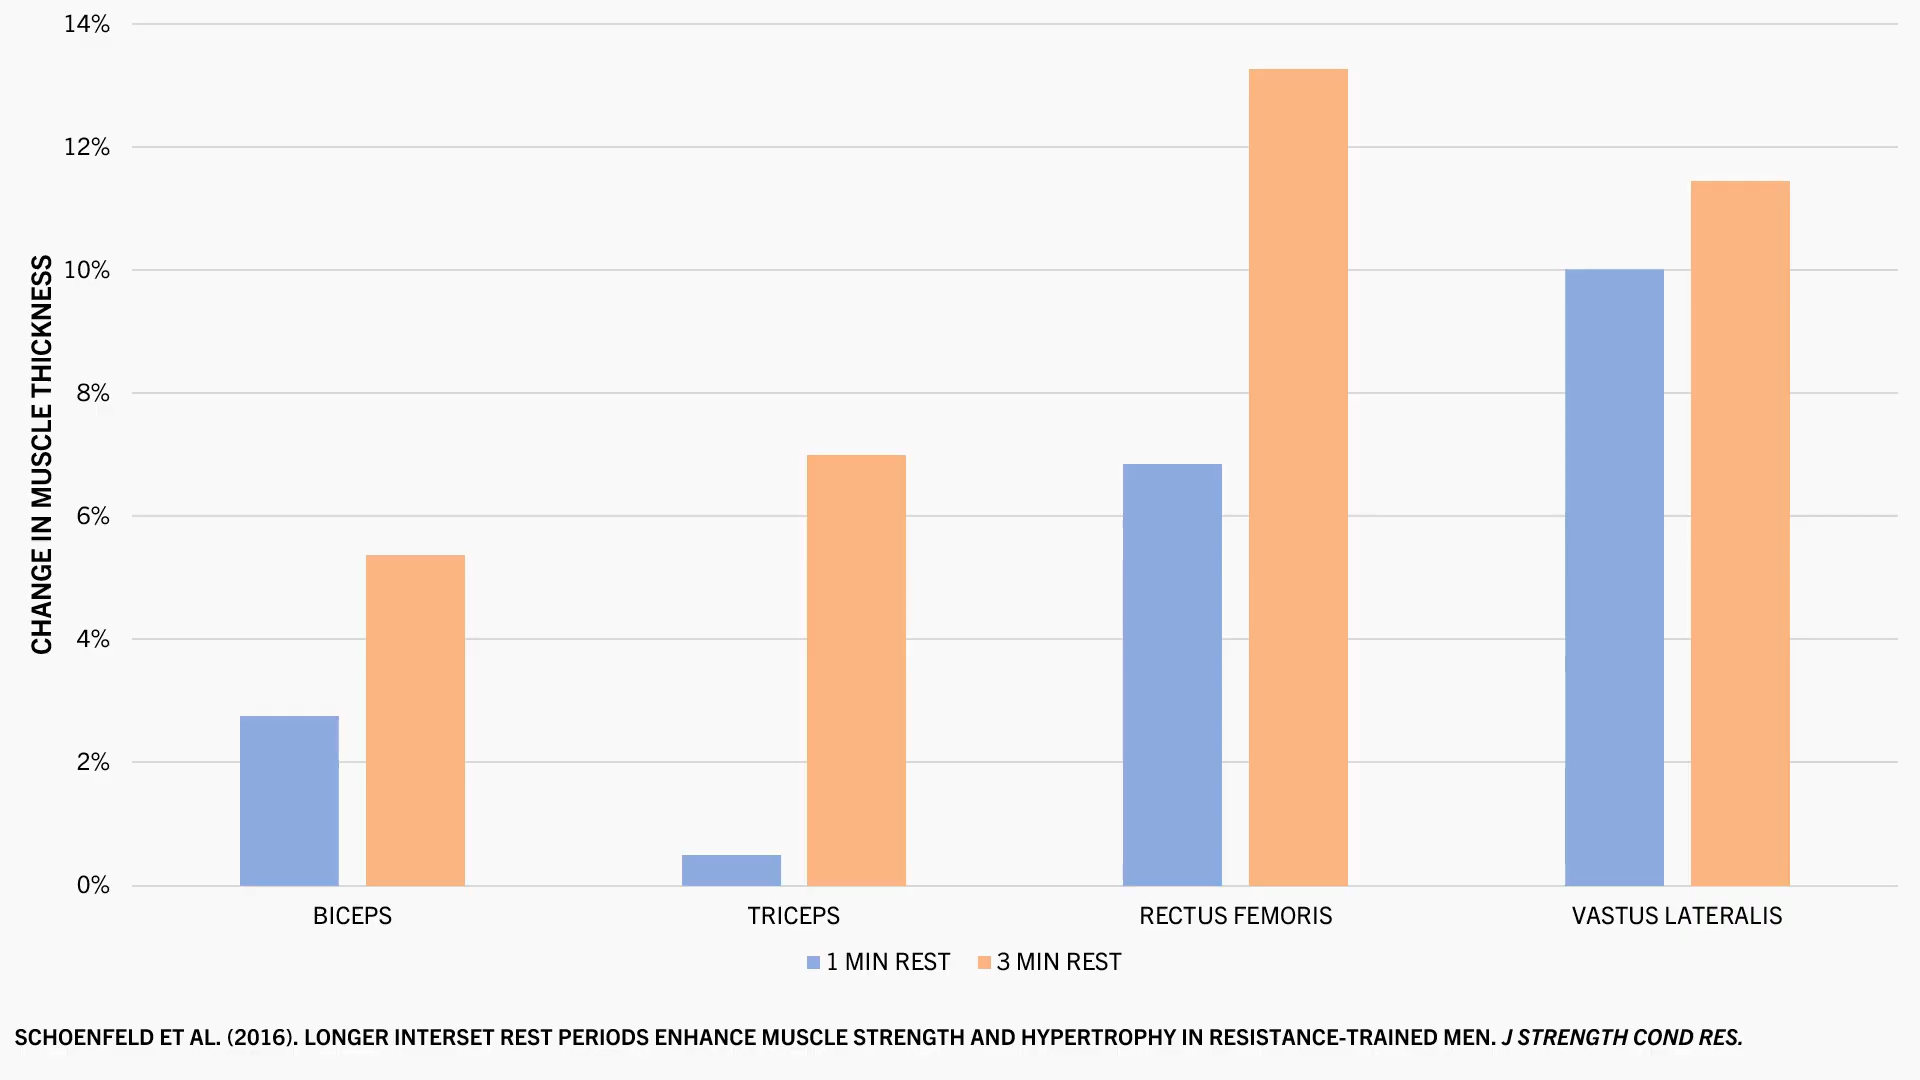 14%
12%
10%
8%
6%
4%
2%
0%
CHANGE IN MUSCLE THICKNESS
BICEPS
TRICEPS
RECTUS FEMORIS
VASTUS LATERALIS
1 MIN REST
3 MIN REST
SCHOENFELD ET AL. (2016). LONGER INTERSET REST PERIODS ENHANCE MUSCLE STRENGTH AND HYPERTROPHY IN RESISTANCE-TRAINED MEN. J STRENGTH COND RES.